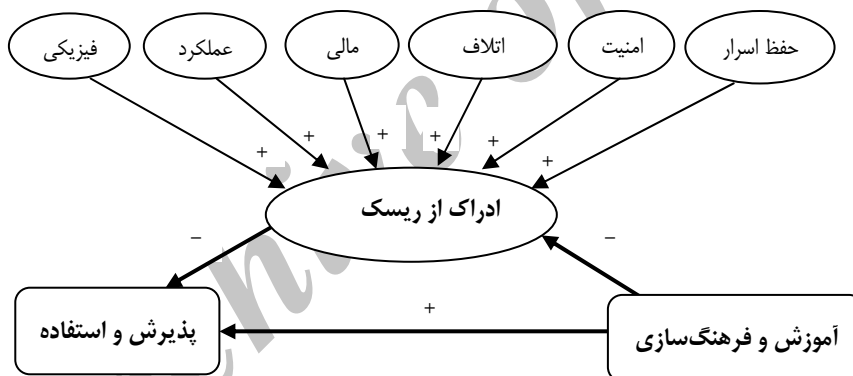 حفظ اسرار
امنیت
اتلاف
مالی
عملکرد
فیزیکی
+ + + + + +
ادراک از ریسک
– –
آموزش و فرهنگ‌سازی
+
پذیرش و استفاده